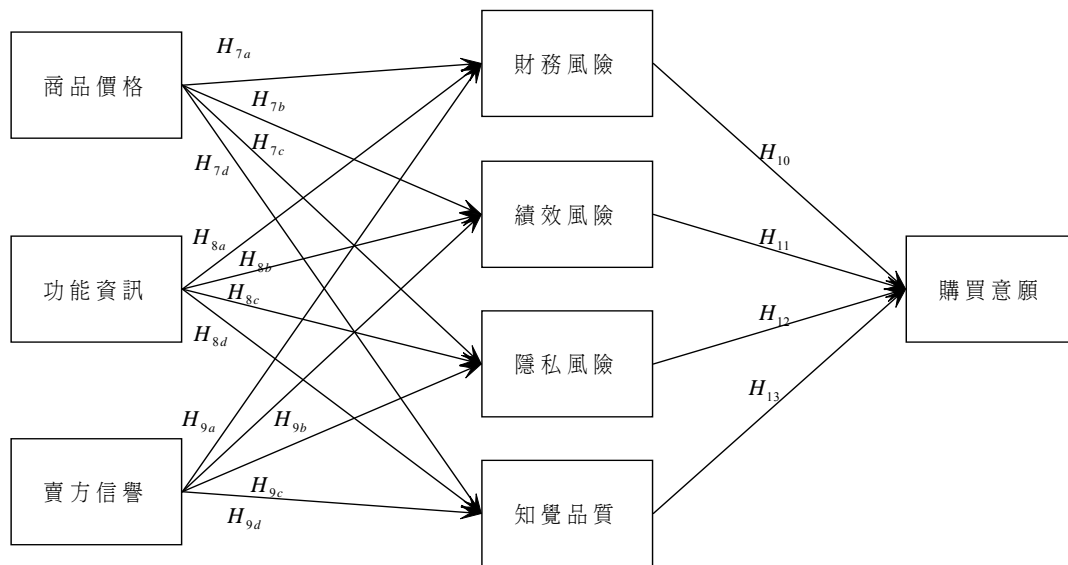 商品價格
功能資訊
賣方信譽
財務風險
績效風險
隱私風險
知覺品質
購買意願
H7a
H7b
H7c
H7d
H8a
H8b
H8c
H8d
H9a
H9b
H9c
H9d
H10
H11
H12
H13